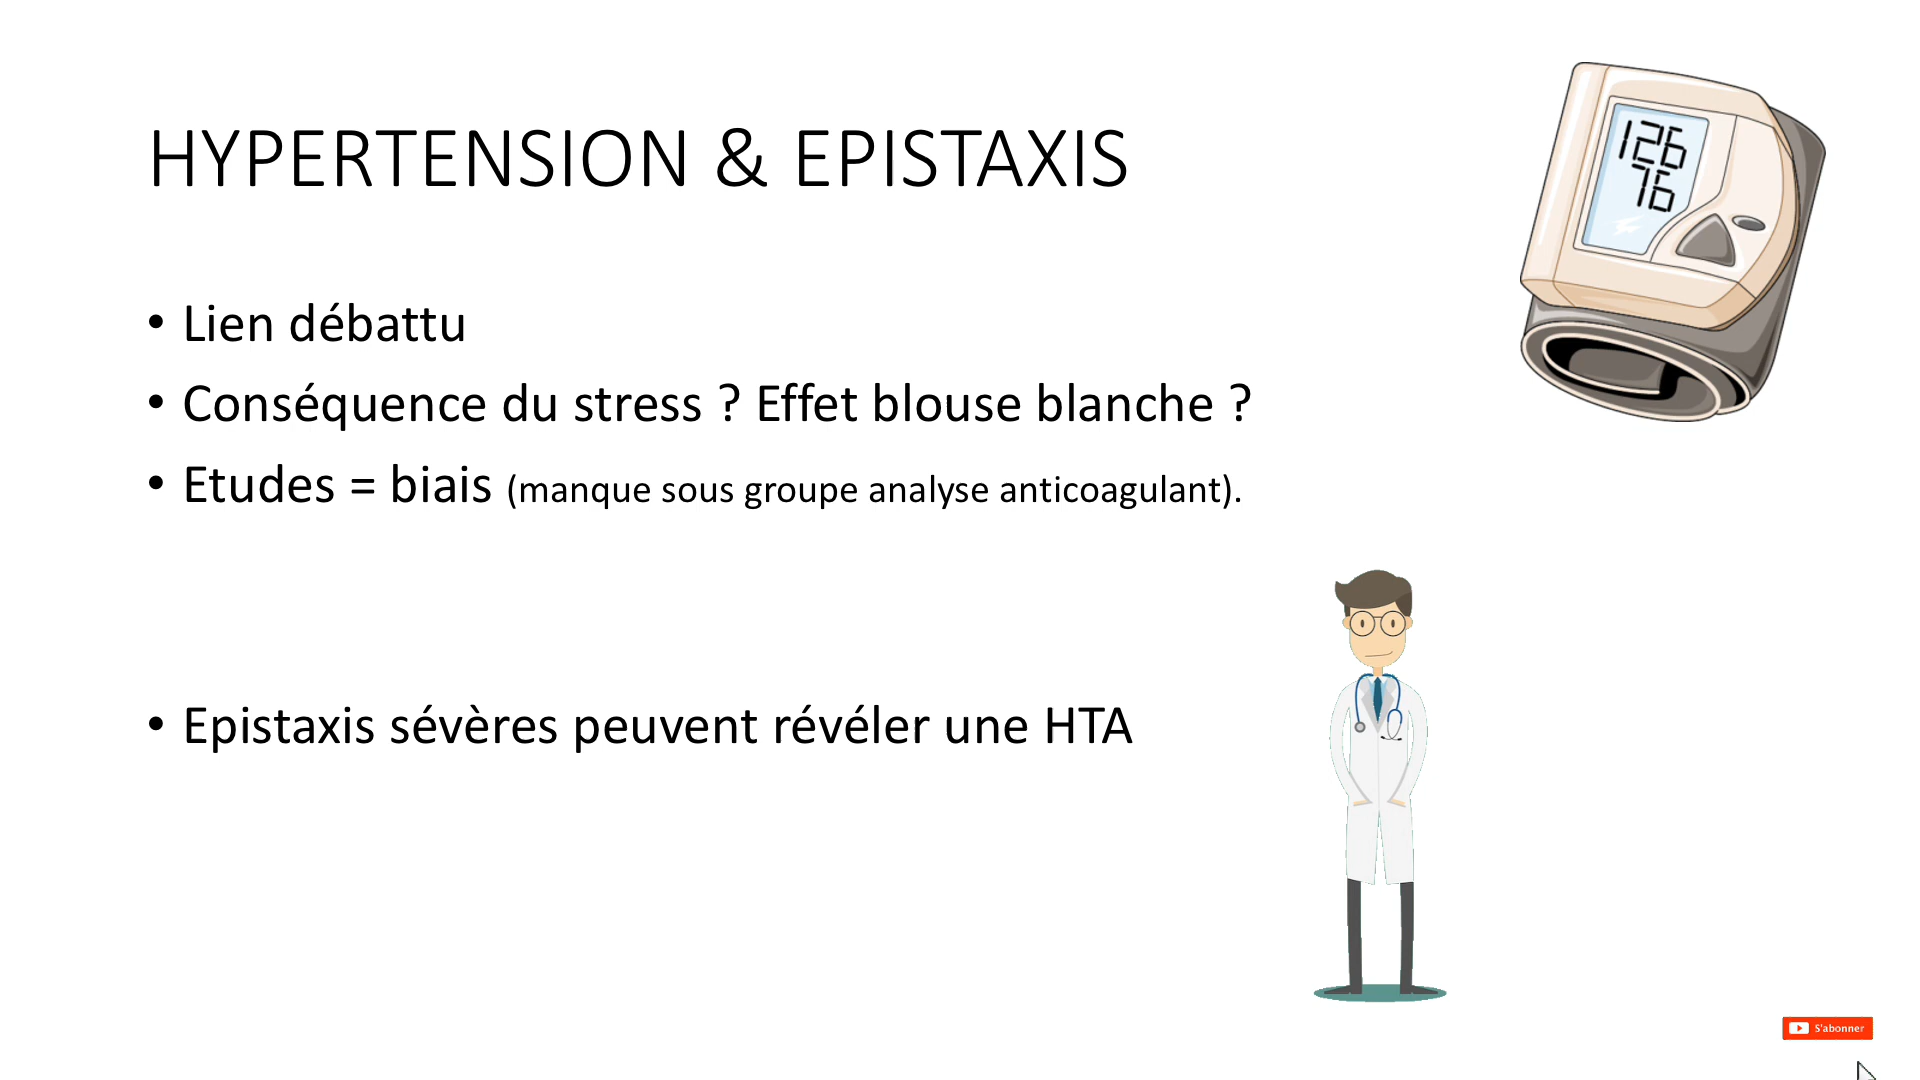 HYPERTENSION & EPISTAXIS
126
76
• Lien débattu
• Conséquence du stress ? Effet blouse blanche ?
• Etudes = biais (manque sous groupe analyse anticoagulant).
• Epistaxis sévères peuvent révéler une HTA
S'abonner